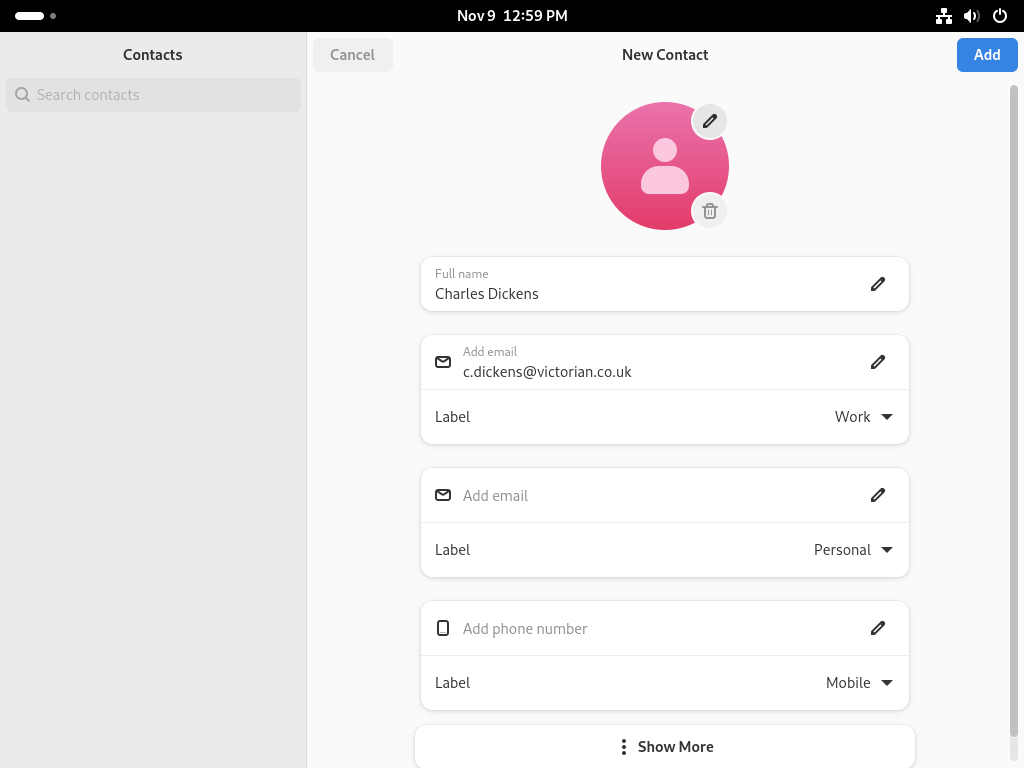 Nov 9 12:59 PM
Contacts
Cancel
New Contact
Add
Search contacts
Full name
Charles Dickens
Add email
c.dickens@victorian.co.uk
Label
Work
Add email
Label
Personal
Add phone number
Label
Mobile
Show More